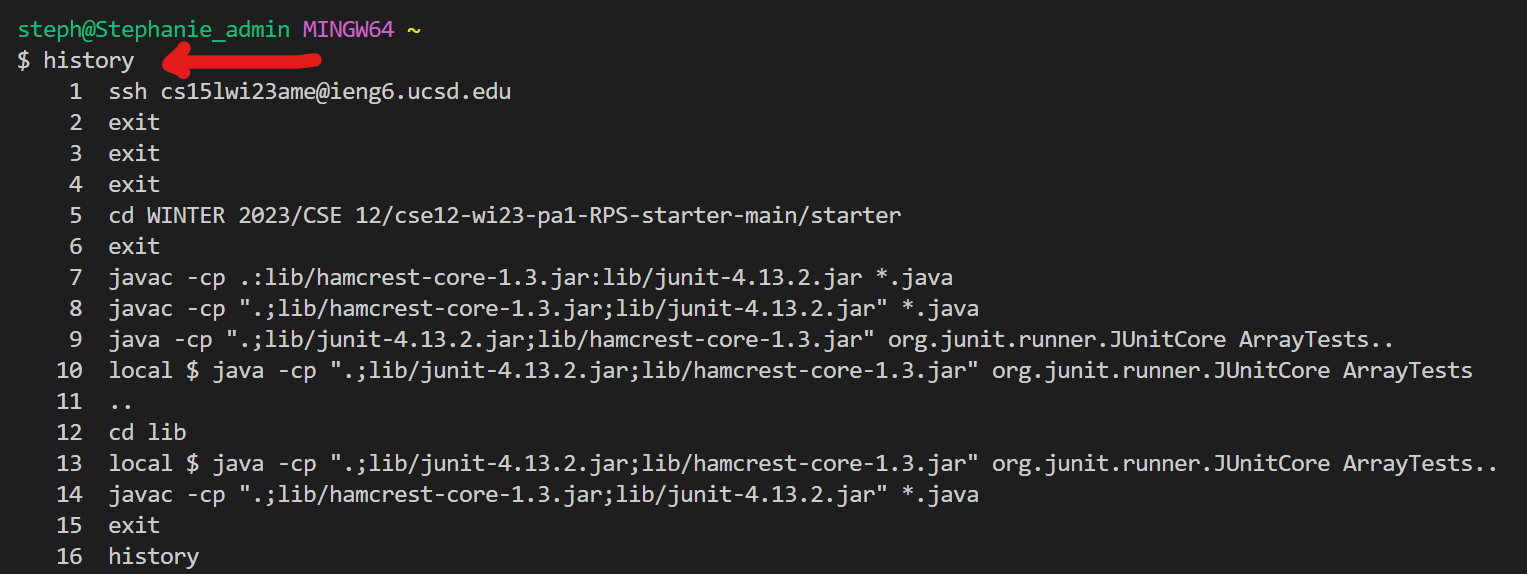 steph@Stephanie_admin MINGW64 ~
$ history
1 ssh cs15lwi23ame@ieng6.ucsd.edu
2 exit
3 exit
4 exit
5 cd WINTER 2023/CSE 12/cse12-wi23-pa1-RPS-starter-main/starter
6 exit
7 javac -cp .:lib/hamcrest-core-1.3.jar:lib/junit-4.13.2.jar *.java
8 javac -cp ".;lib/hamcrest-core-1.3.jar;lib/junit-4.13.2.jar" *.java
9 java -cp ".;lib/junit-4.13.2.jar;lib/hamcrest-core-1.3.jar" org.junit.runner.JUnitCore ArrayTests..
10 local $ java -cp ".;lib/junit-4.13.2.jar;lib/hamcrest-core-1.3.jar" org.junit.runner.JUnitCore ArrayTests
11 ..
12 cd lib
13 local $ java -cp ".;lib/junit-4.13.2.jar;lib/hamcrest-core-1.3.jar" org.junit.runner.JUnitCore ArrayTests..
14 javac -cp ".;lib/hamcrest-core-1.3.jar;lib/junit-4.13.2.jar" *.java
15 exit
16 history